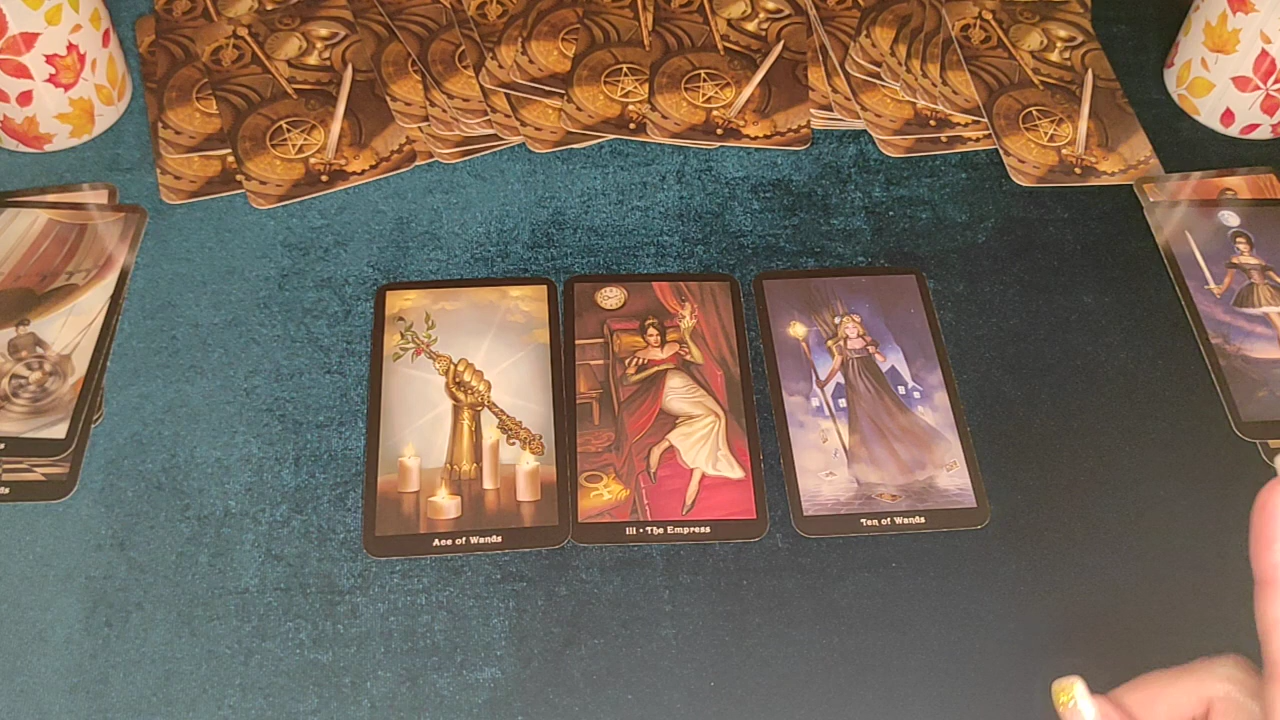 Ace of Wands
III • The Empress
Ten of Wands